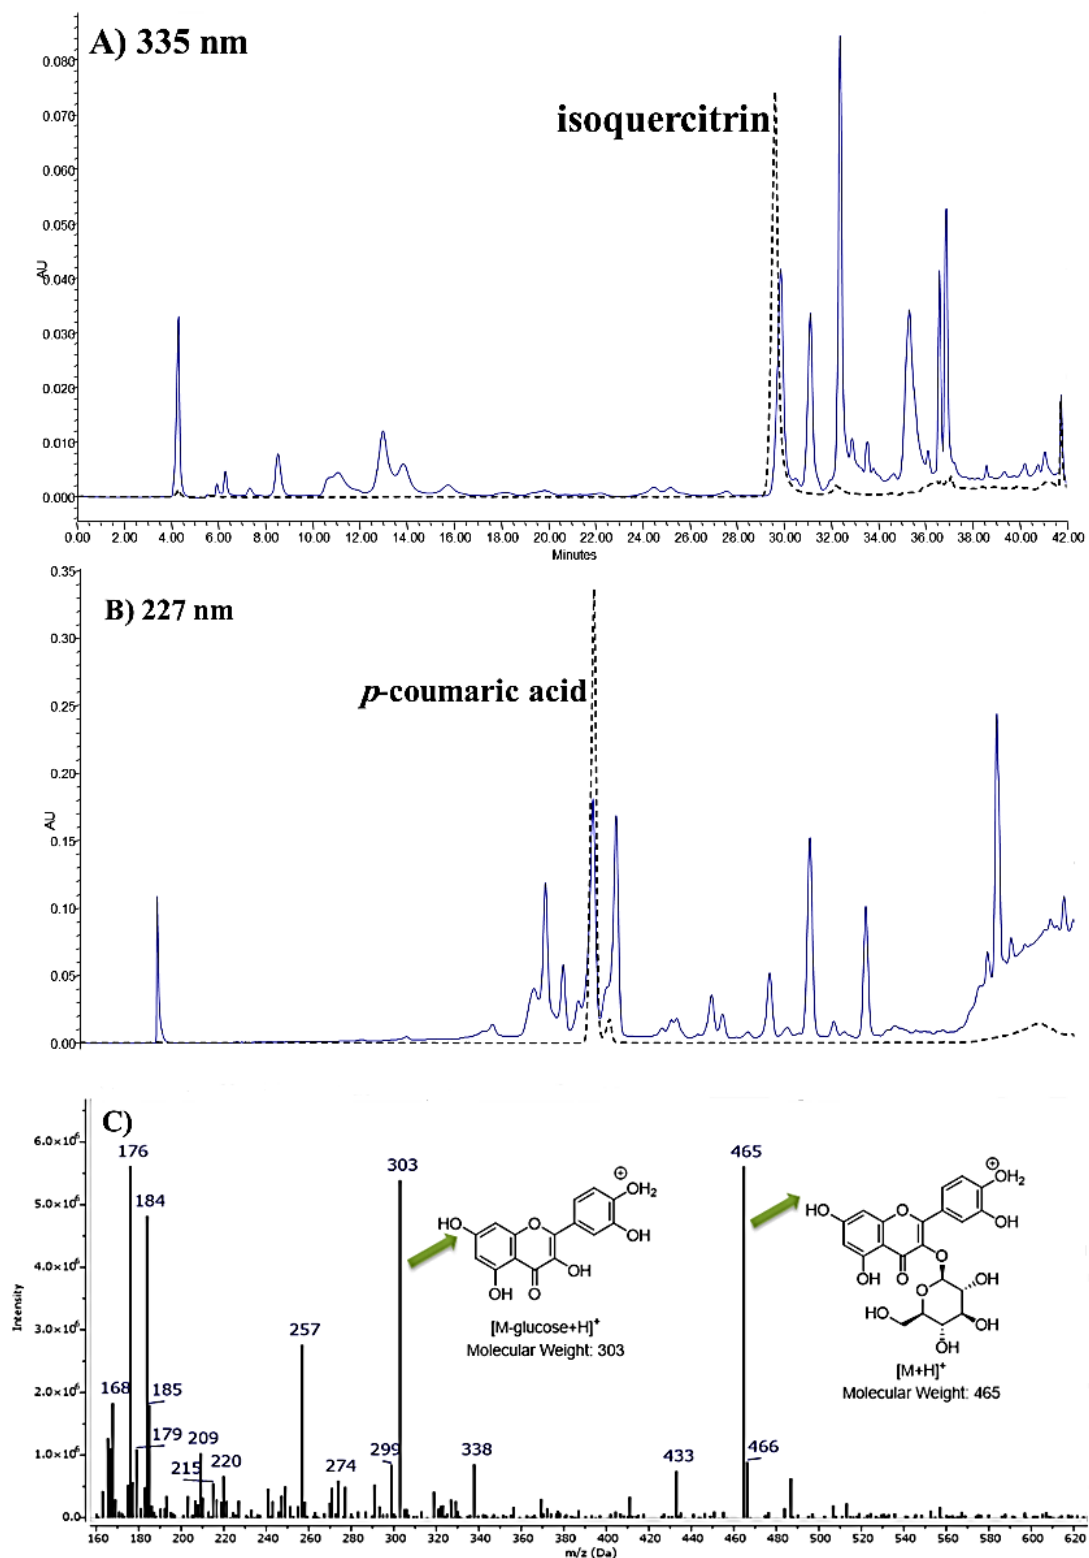 A) 335 nm
isoquercitrin
0.080
0.070
0.060
0.050
0.040
0.030
0.020
0.010
0.000
AU
0.00 2.00 4.00 6.00 8.00 10.00 12.00 14.00 16.00 18.00 20.00 22.00 24.00 26.00 28.00 30.00 32.00 34.00 36.00 38.00 40.00 42.00
Minutes
B) 227 nm
p-coumaric acid
0.35
0.30
0.25
0.20
0.15
0.10
0.05
0.00
AU
C)
6.0×10⁶
5.0×10⁶
4.0×10⁶
3.0×10⁶
2.0×10⁶
1.0×10⁶
0.0
Intensity
176
184
168
185
179
209
215
220
257
274
299
303
338
433
465
466
HO
O
⊕
OH2
OH
OH
OH
O
[M-glucose+H]+
Molecular Weight: 303
HO
O
⊕
OH2
OH
O
OH
O
O
OH
HO
OH
OH
[M+H]+
Molecular Weight: 465
160 180 200 220 240 260 280 300 320 340 360 380 400 420 440 460 480 500 520 540 560 580 600 620
m/z (Da)